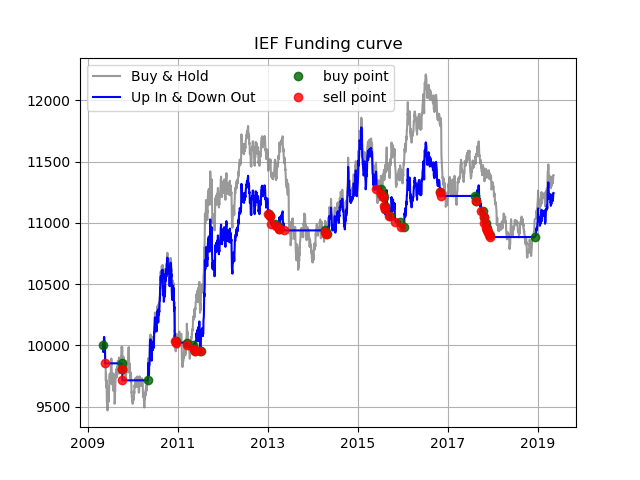 IEF Funding curve
Buy & Hold
Up In & Down Out
buy point
sell point
12000
11500
11000
10500
10000
9500
2009
2011
2013
2015
2017
2019